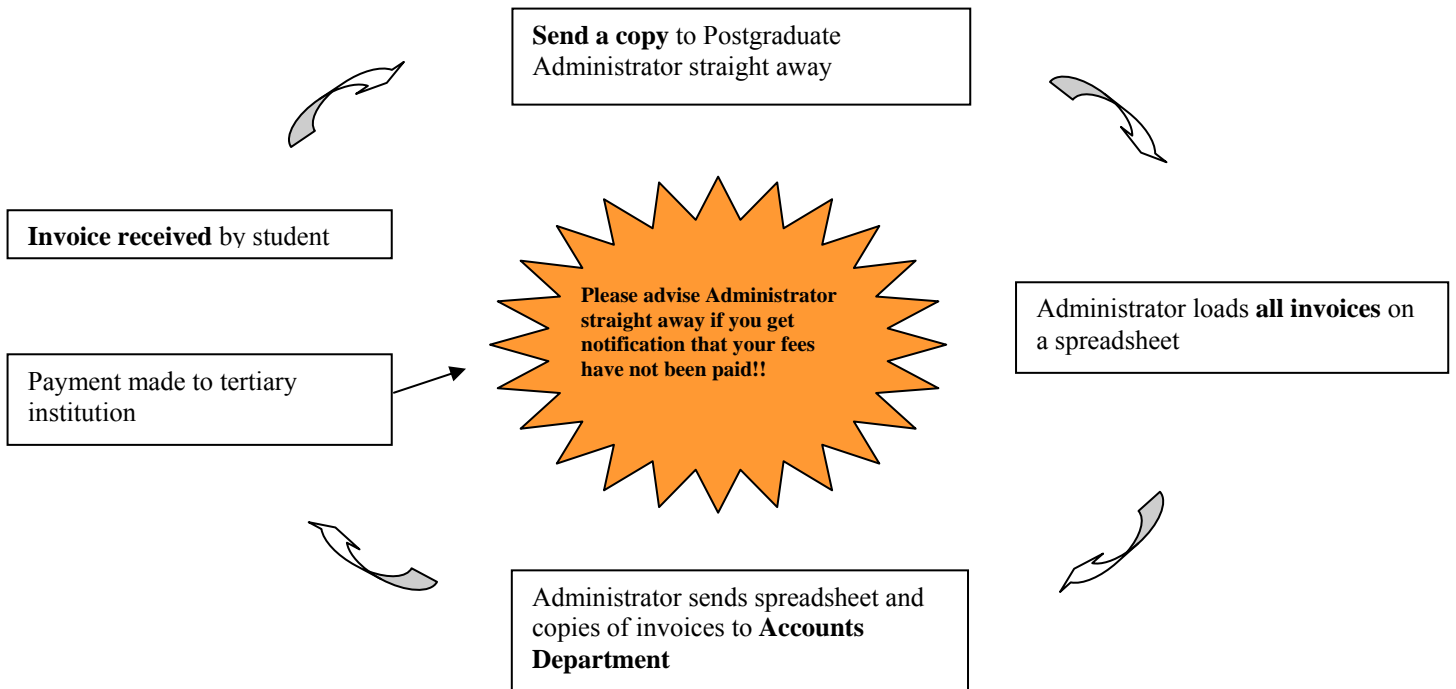 Send a copy to Postgraduate
Administrator straight away
Invoice received by student
Please advise Administrator
straight away if you get
notification that your fees
have not been paid!!
Administrator loads all invoices on
a spreadsheet
Payment made to tertiary
institution
Administrator sends spreadsheet and
copies of invoices to Accounts
Department